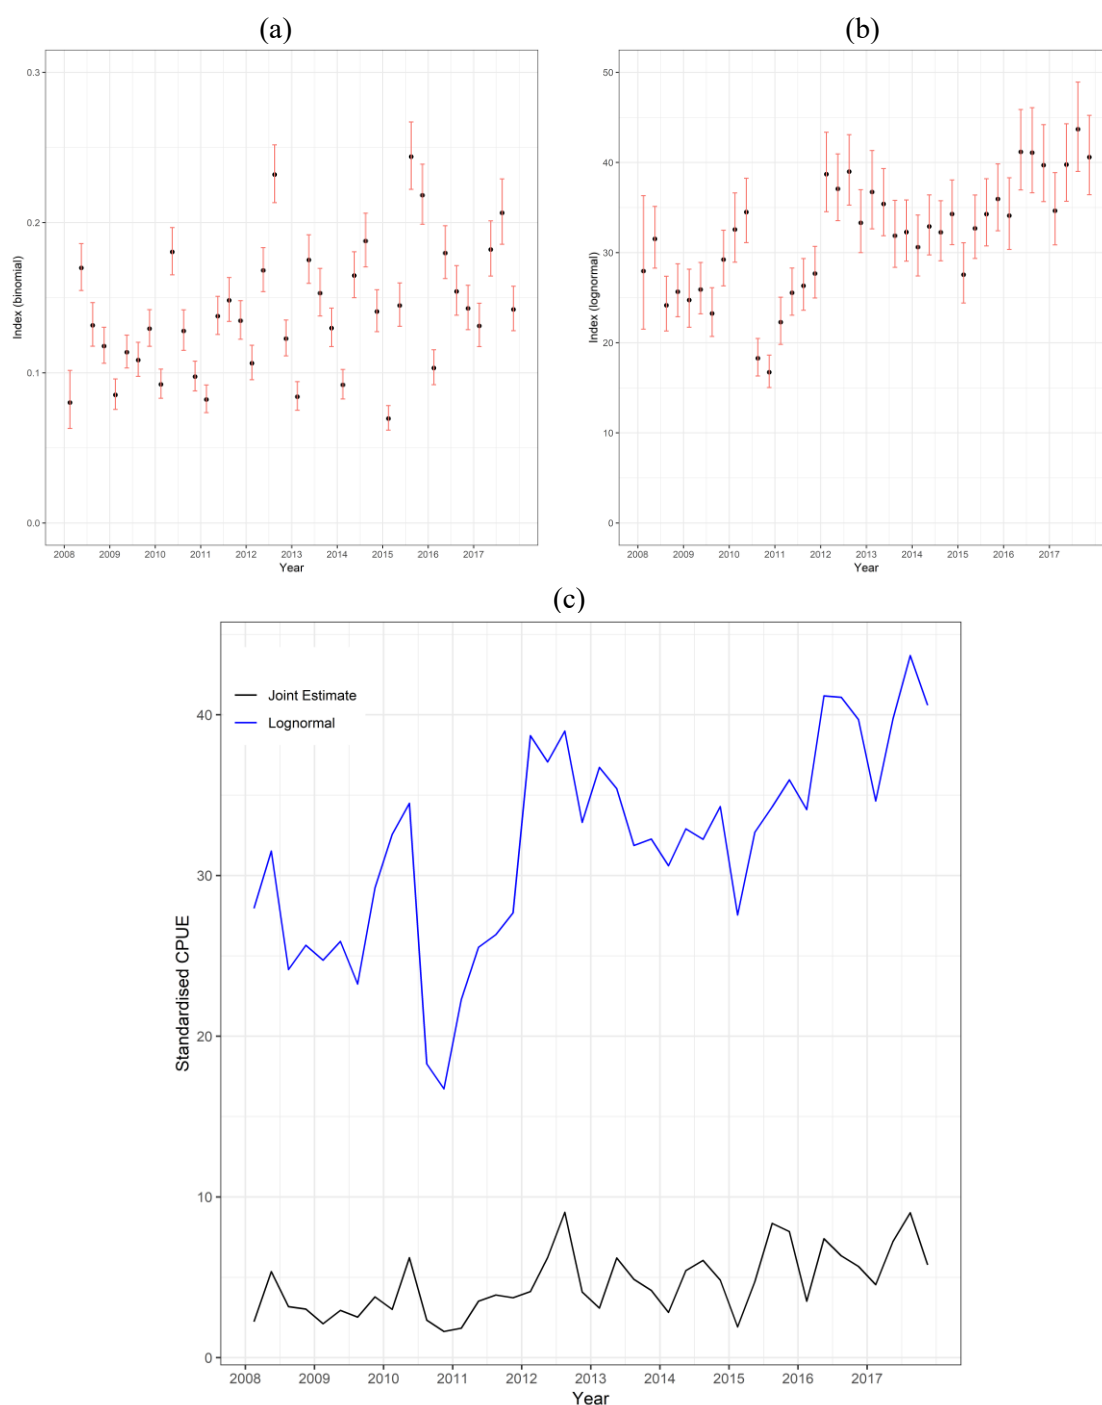 (a)
(b)
0.3
0.2
0.1
0.0
Index (binomial)
2008 2009 2010 2011 2012 2013 2014 2015 2016 2017
Year
50
40
30
20
10
0
Index (lognormal)
2008 2009 2010 2011 2012 2013 2014 2015 2016 2017
Year
(c)
Joint Estimate
Lognormal
40
30
20
10
0
Standardised CPUE
2008 2009 2010 2011 2012 2013 2014 2015 2016 2017
Year